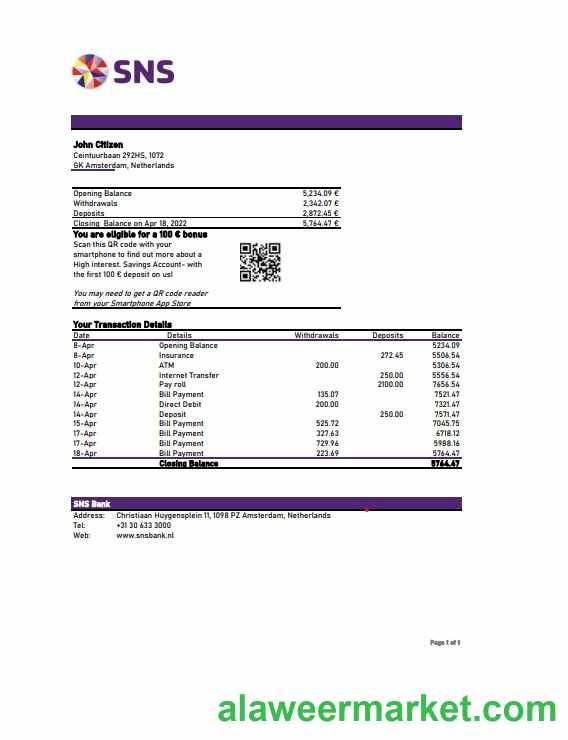 SNS
John Citizen
Ceintuurbaan 292HS, 1072
GK Amsterdam, Netherlands
Opening Balance 5,234.09 €
Withdrawals 2,342.07 €
Deposits 2,872.45 €
Closing Balance on Apr 18, 2022 5,764.47 €
You are eligible for a 100 € bonus
Scan this QR code with your
smartphone to find out more about a
High interest. Savings Account- with
the first 100 € deposit on us!
You may need to get a QR code reader
from your Smartphone App Store
Your Transaction Details
Date Details Withdrawals Deposits Balance
8-Apr Opening Balance 5234.09
8-Apr Insurance 272.45 5506.54
10-Apr ATM 200.00 5306.54
12-Apr Internet Transfer 250.00 5556.54
12-Apr Pay roll 2100.00 7656.54
14-Apr Bill Payment 135.07 7521.47
14-Apr Direct Debit 200.00 7321.47
14-Apr Deposit 250.00 7571.47
15-Apr Bill Payment 525.72 7045.75
17-Apr Bill Payment 327.63 6718.12
17-Apr Bill Payment 729.96 5988.16
18-Apr Bill Payment 223.69 5764.47
Closing Balance 5764.47
SNS Bank
Address: Christiaan Huygensplein 11, 1098 PZ Amsterdam, Netherlands
Tel: +31 30 633 3000
Web: www.snsbank.nl
Page 1 of 1
alaweermarket.com